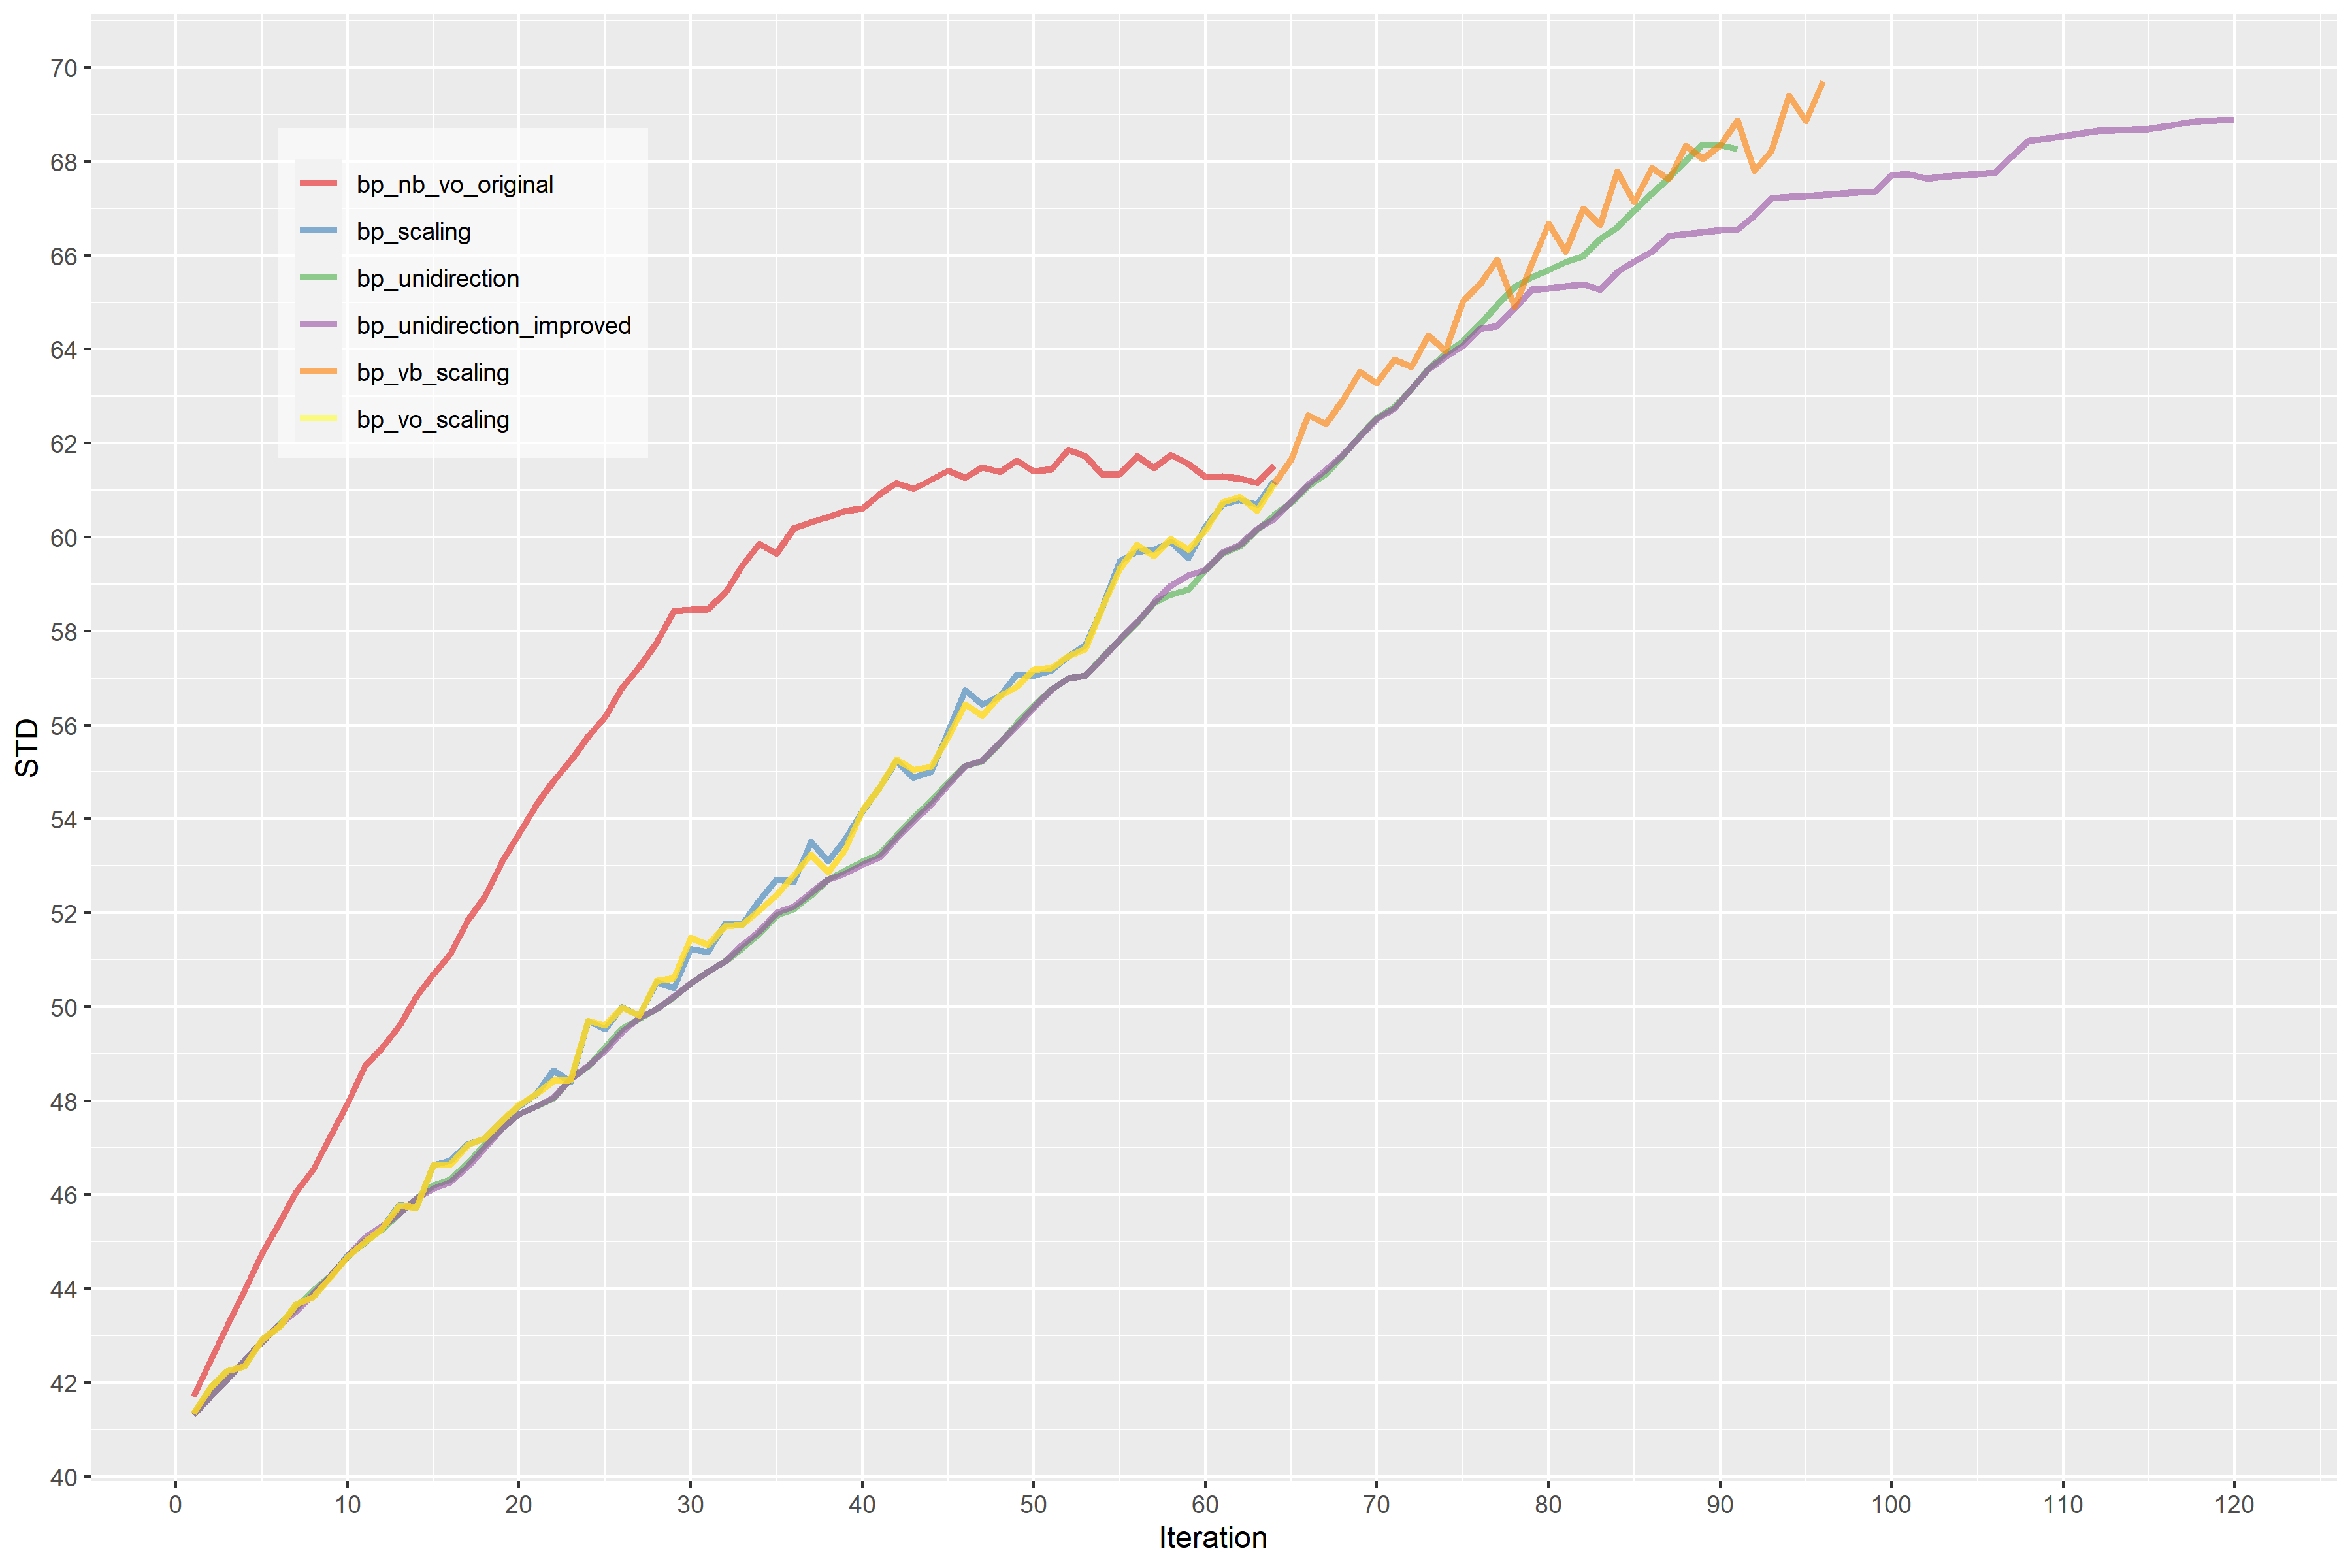 70
68
66
64
62
60
58
56
54
52
50
48
46
44
42
40
STD
bp_nb_vo_original
bp_scaling
bp_unidirection
bp_unidirection_improved
bp_vb_scaling
bp_vo_scaling
0 10 20 30 40 50 60 70 80 90 100 110 120
Iteration